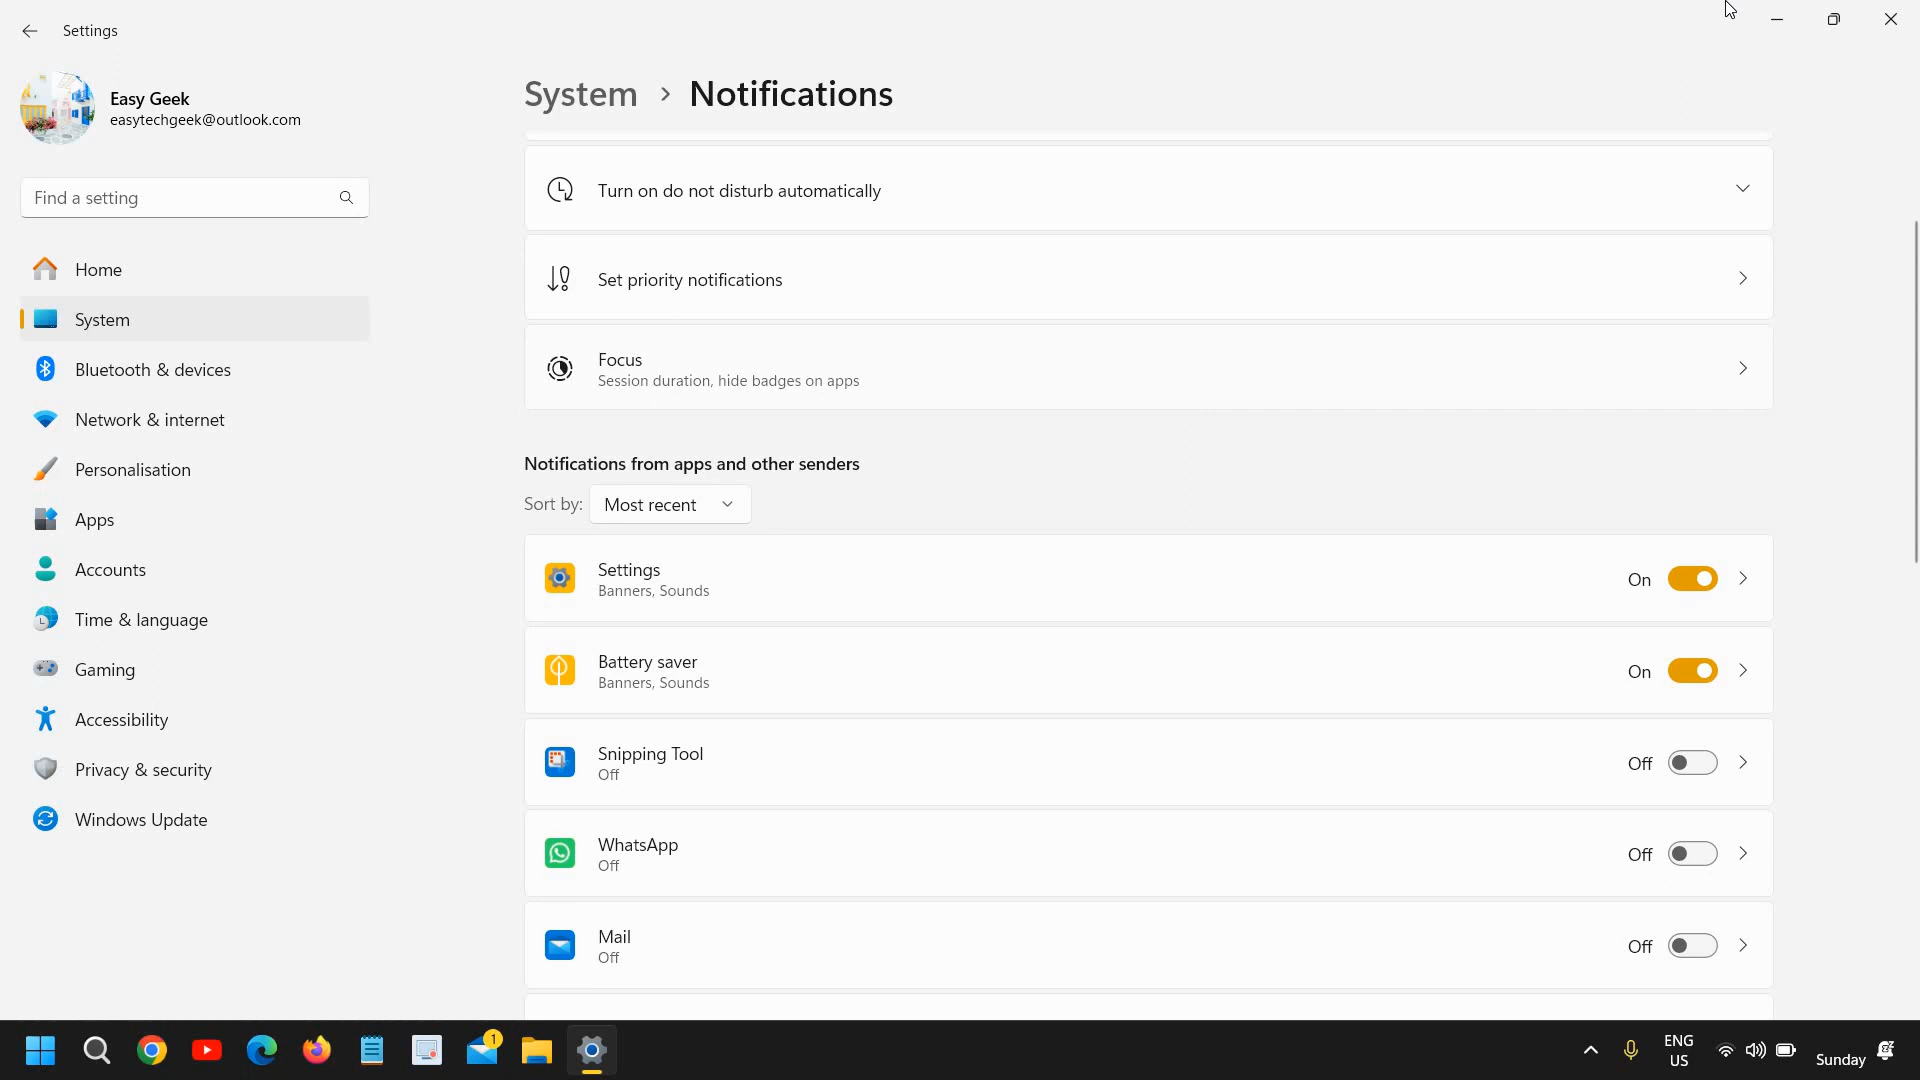 Settings
Easy Geek
easytechgeek@outlook.com
Find a setting
Home
System
Bluetooth & devices
Network & internet
Personalisation
Apps
Accounts
Time & language
Gaming
Accessibility
Privacy & security
Windows Update
System > Notifications
Turn on do not disturb automatically
Set priority notifications
Focus
Session duration, hide badges on apps
Notifications from apps and other senders
Sort by: Most recent
Settings
Banners, Sounds
On
Battery saver
Banners, Sounds
On
Snipping Tool
Off
Off
WhatsApp
Off
Off
Mail
Off
Off
1
ENG
US
Sunday